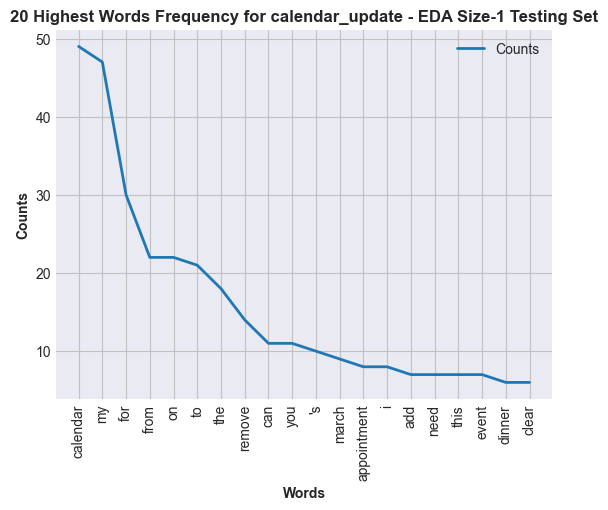 20 Highest Words Frequency for calendar_update - EDA Size-1 Testing Set
Counts
50
40
30
20
10
Counts
calendar
my
for
from
on
to
the
remove
can
you
's
march
appointment
i
add
need
this
event
dinner
clear
Words